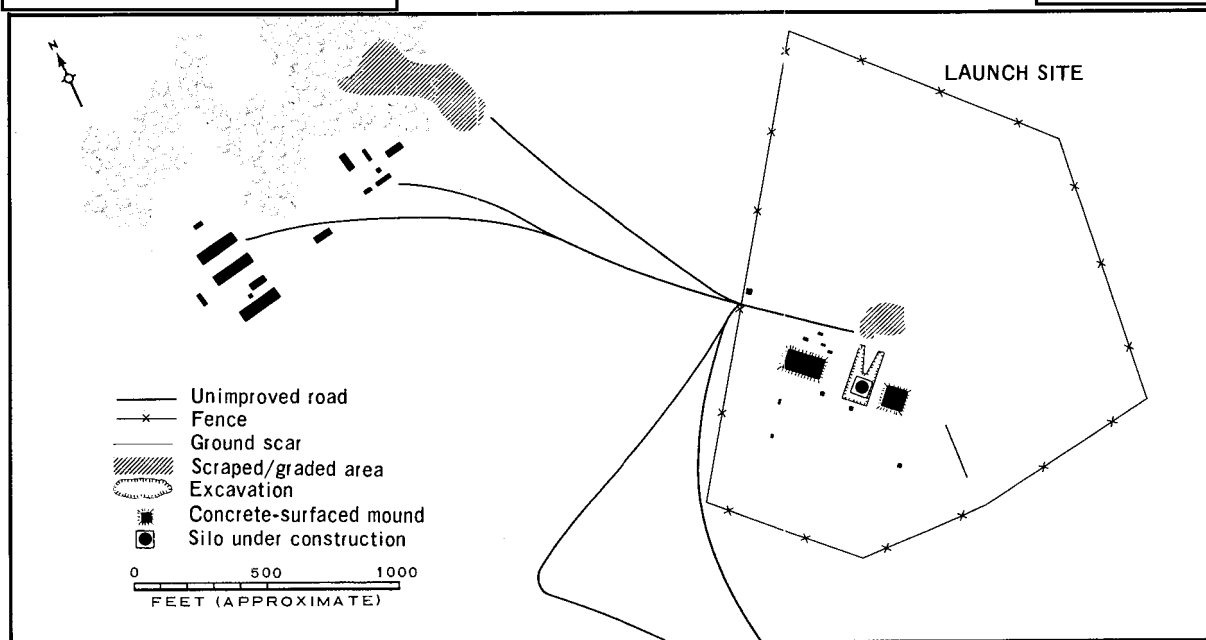 N
LAUNCH SITE
Unimproved road
Fence
Ground scar
Scraped/graded area
Excavation
Concrete-surfaced mound
Silo under construction
0 500 1000
FEET (APPROXIMATE)